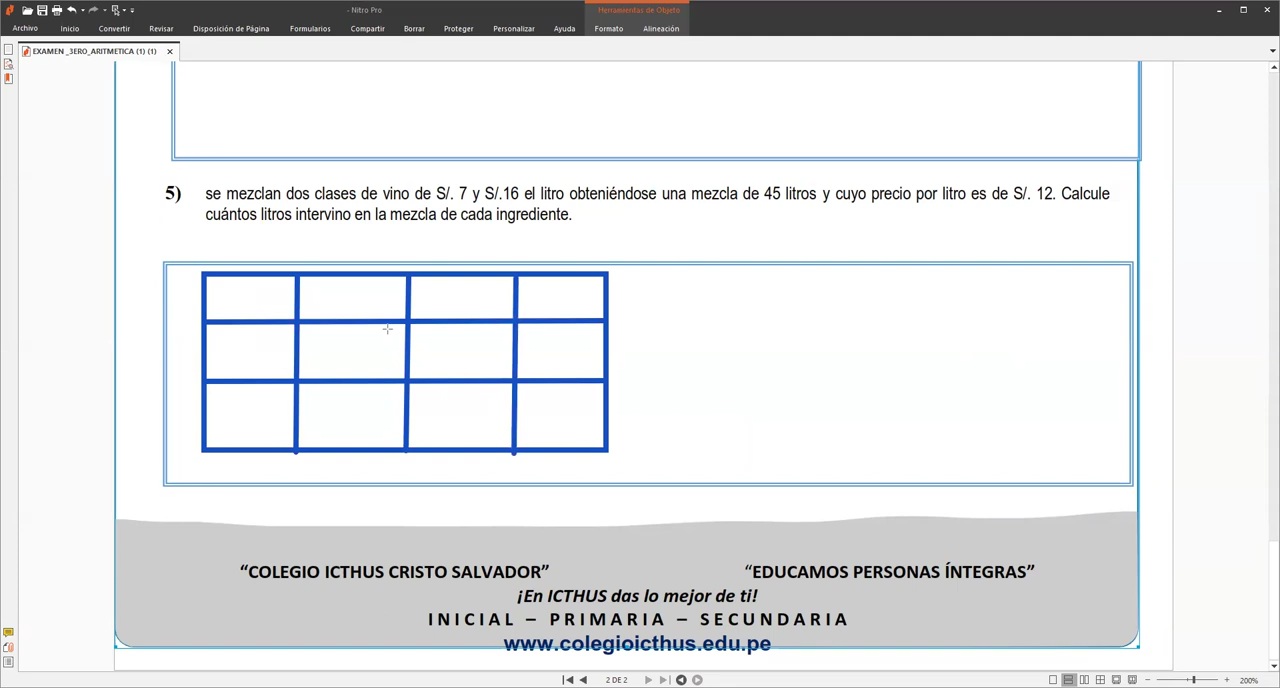 - Nitro Pro
Herramientas de Objeto
Archivo Inicio Convertir Revisar Disposición de Página Formularios Compartir Borrar Proteger Personalizar Ayuda Formato Alineación
EXAMEN _3ERO_ARITMETICA (1) (1)
5) se mezclan dos clases de vino de S/. 7 y S/.16 el litro obteniéndose una mezcla de 45 litros y cuyo precio por litro es de S/. 12. Calcule
cuántos litros intervino en la mezcla de cada ingrediente.
“COLEGIO ICTHUS CRISTO SALVADOR” “EDUCAMOS PERSONAS ÍNTEGRAS”
¡En ICTHUS das lo mejor de ti!
INICIAL – PRIMARIA – SECUNDARIA
www.colegioicthus.edu.pe
2 DE 2
200%